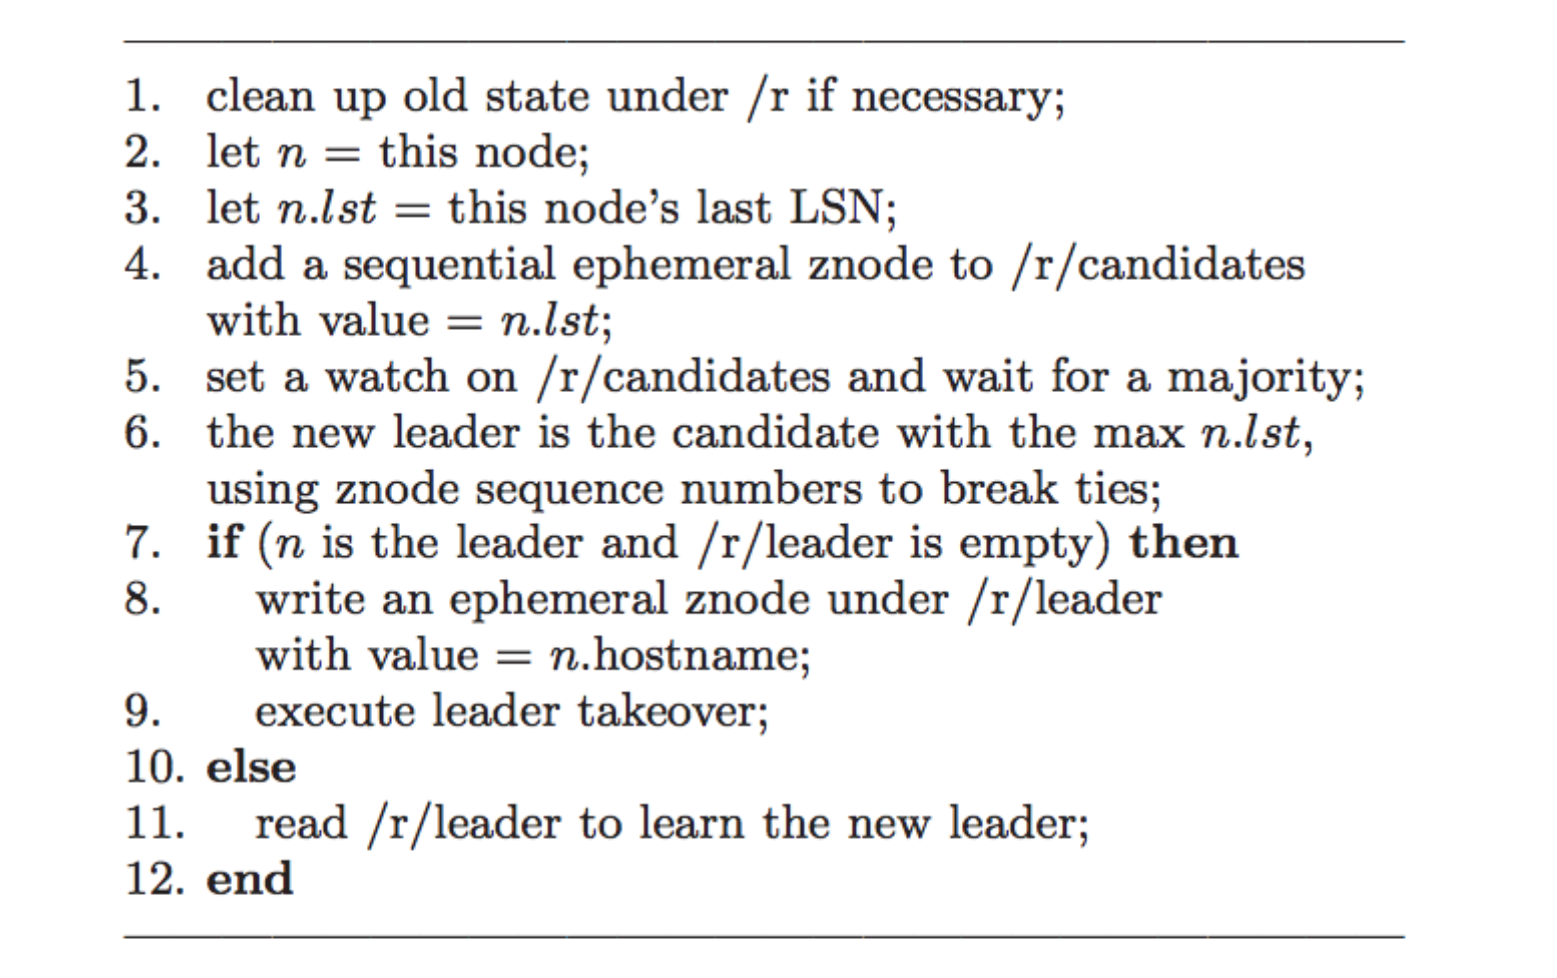 1. clean up old state under /r if necessary;
2. let n = this node;
3. let n.lst = this node's last LSN;
4. add a sequential ephemeral znode to /r/candidates
with value = n.lst;
5. set a watch on /r/candidates and wait for a majority;
6. the new leader is the candidate with the max n.lst,
using znode sequence numbers to break ties;
7. if (n is the leader and /r/leader is empty) then
8. write an ephemeral znode under /r/leader
with value = n.hostname;
9. execute leader takeover;
10. else
11. read /r/leader to learn the new leader;
12. end